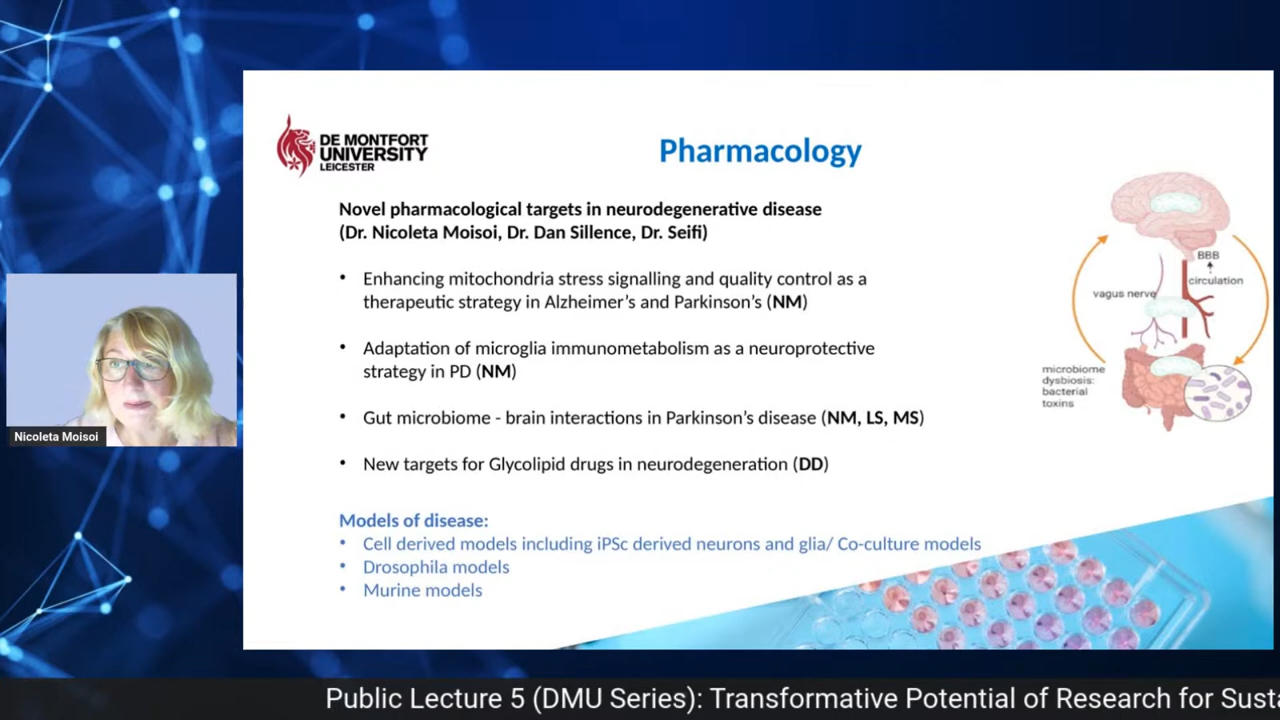 DE MONTFORT
UNIVERSITY
LEICESTER
Pharmacology
Novel pharmacological targets in neurodegenerative disease
(Dr. Nicoleta Moisoi, Dr. Dan Sillence, Dr. Seifi)
• Enhancing mitochondria stress signalling and quality control as a
therapeutic strategy in Alzheimer’s and Parkinson’s (NM)
• Adaptation of microglia immunometabolism as a neuroprotective
strategy in PD (NM)
• Gut microbiome - brain interactions in Parkinson’s disease (NM, LS, MS)
• New targets for Glycolipid drugs in neurodegeneration (DD)
Models of disease:
• Cell derived models including iPSc derived neurons and glia/ Co-culture models
• Drosophila models
• Murine models
BBB
circulation
vagus nerve
microbiome
dysbiosis:
bacterial
toxins
Nicoleta Moisoi
Public Lecture 5 (DMU Series): Transformative Potential of Research for Susta